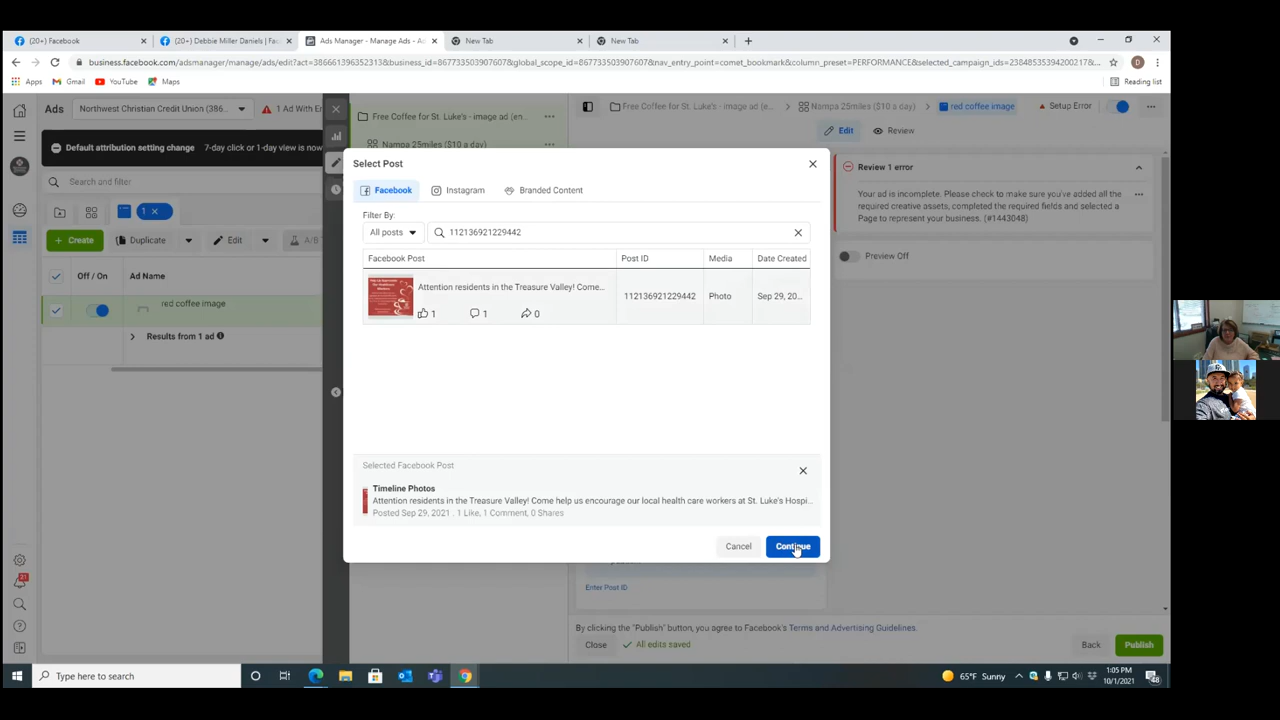 (20+) Facebook
(20+) Debbie Miller Daniels | Fac
Ads Manager - Manage Ads - A
New Tab
New Tab
business.facebook.com/adsmanager/manage/ads/edit?act=386661396352313&business_id=867733503907607&global_scope_id=867733503907607&nav_entry_point=comet_bookmark&column_preset=PERFORMANCE&selected_campaign_ids=23848535394200217&s...
D
Apps
Gmail
YouTube
Maps
Reading list
Ads
Northwest Christian Credit Union (386...
1 Ad With Er
Free Coffee for St. Luke's - image ad (en...
Free Coffee for St. Luke's - image ad (e...
Nampa 25miles ($10 a day)
red coffee image
Setup Error
Nampa 25miles ($10 a day)
Edit
Review
Default attribution setting change
7-day click or 1-day view is now
Search and filter
1
Create
Duplicate
Edit
A/B
Off / On
Ad Name
red coffee image
Results from 1 ad
Select Post
Facebook
Instagram
Branded Content
Filter By:
All posts
112136921229442
Facebook Post
Post ID
Media
Date Created
Attention residents in the Treasure Valley! Come...
1
1
0
112136921229442
Photo
Sep 29, 20...
Selected Facebook Post
Timeline Photos
Attention residents in the Treasure Valley! Come help us encourage our local health care workers at St. Luke's Hospi...
Posted Sep 29, 2021 . 1 Like, 1 Comment, 0 Shares
Cancel
Continue
Review 1 error
Your ad is incomplete. Please check to make sure you've added all the
required creative assets, completed the required fields and selected a
Page to represent your business. (#1443048)
Preview Off
Enter Post ID
By clicking the "Publish" button, you agree to Facebook's Terms and Advertising Guidelines.
Close
All edits saved
Back
Publish
21
Type here to search
65°F Sunny
1:05 PM
10/1/2021
48